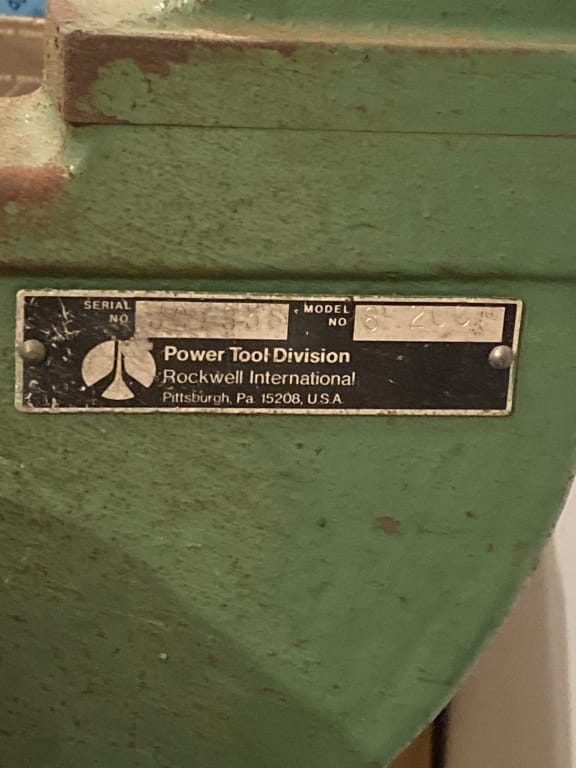 SERIAL MODEL
NO NO
Power Tool Division
Rockwell International
Pittsburgh, Pa. 15208, U.S.A.